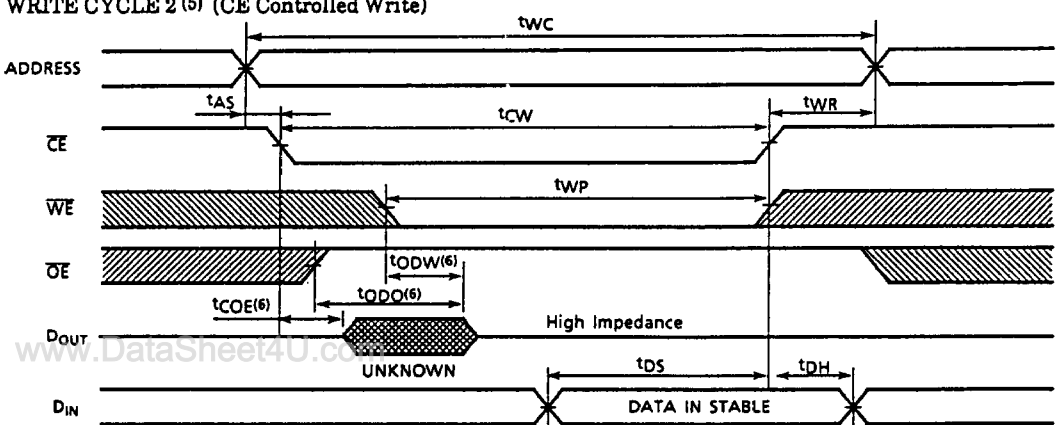 WRITE CYCLE 2 (5) (CE Controlled Write)
tWC
ADDRESS
tAS
tCW
tWR
CE
tWP
WE
OE
tODW(6)
tODO(6)
tCOE(6)
DOUT
High Impedance
www.DataSheet4U.com
UNKNOWN
tDS
tDH
DIN
DATA IN STABLE